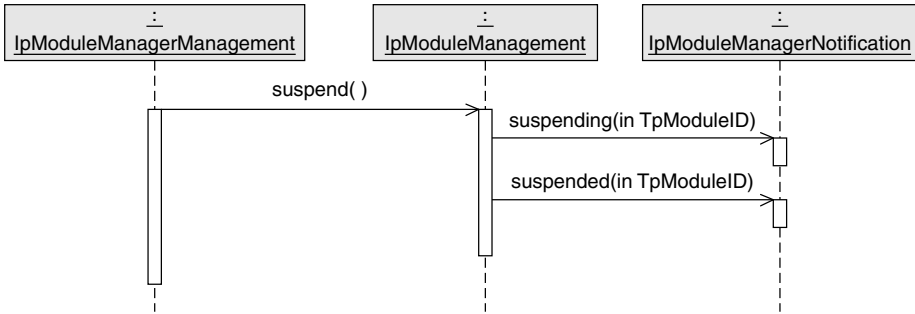 :
IpModuleManagerManagement
:
IpModuleManagement
:
IpModuleManagerNotification
suspend( )
suspending(in TpModuleID)
suspended(in TpModuleID)